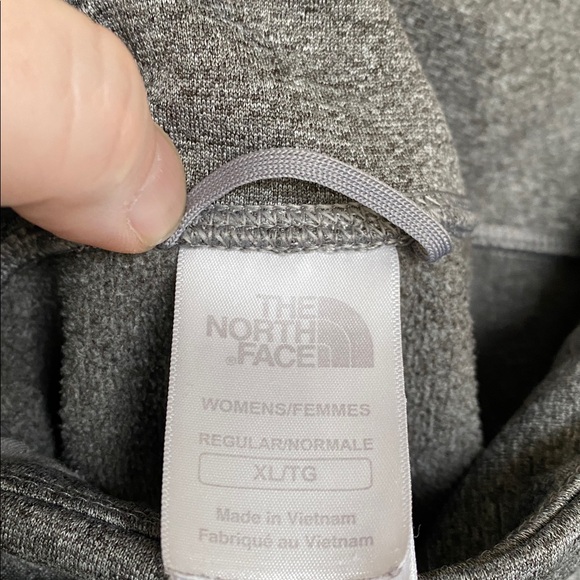 THE
NORTH
®FACE
WOMENS/FEMMES
REGULAR/NORMALE
XL/TG
Made in Vietnam
Fabriqué au Vietnam